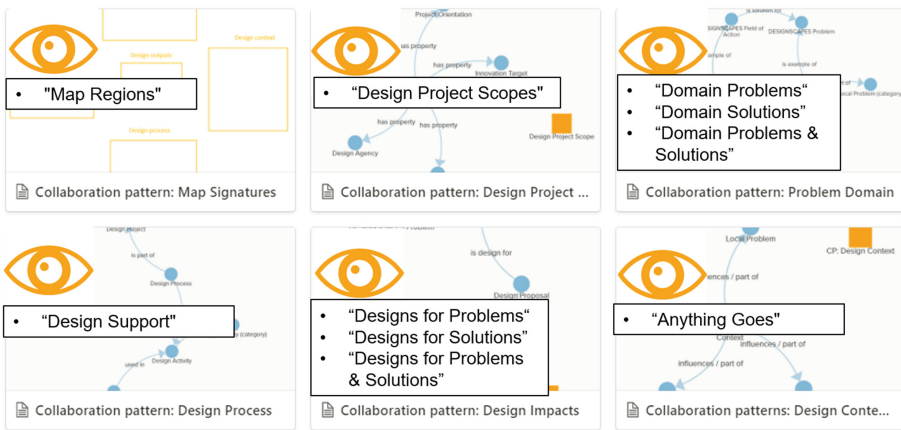 Design context
Design outputs
• "Map Regions"
Design process
Collaboration pattern: Map Signatures
Project Orientation
has property
has property
Innovation Target
• “Design Project Scopes"
has property
has property
Design Project Scope
Design Agency
Collaboration pattern: Design Project ...
is solution for
DESIGNSCAPES Field of
Action
DESIGNSCAPES Problem
is example of
• “Domain Problems“
• “Domain Solutions”
• “Domain Problems &
Solutions”
Local Problem (category)
Collaboration pattern: Problem Domain
Design Project
is part of
Design Process
• “Design Support"
(category)
used in
Design Activity
Collaboration pattern: Design Process
is design for
Design Proposal
• “Designs for Problems“
• “Designs for Solutions”
• “Designs for Problems
& Solutions”
Collaboration pattern: Design Impacts
Local Problem
CP: Design Context
/ part of
• “Anything Goes"
Context
influences / part of
influences / part of
Collaboration patterns: Design Conte...